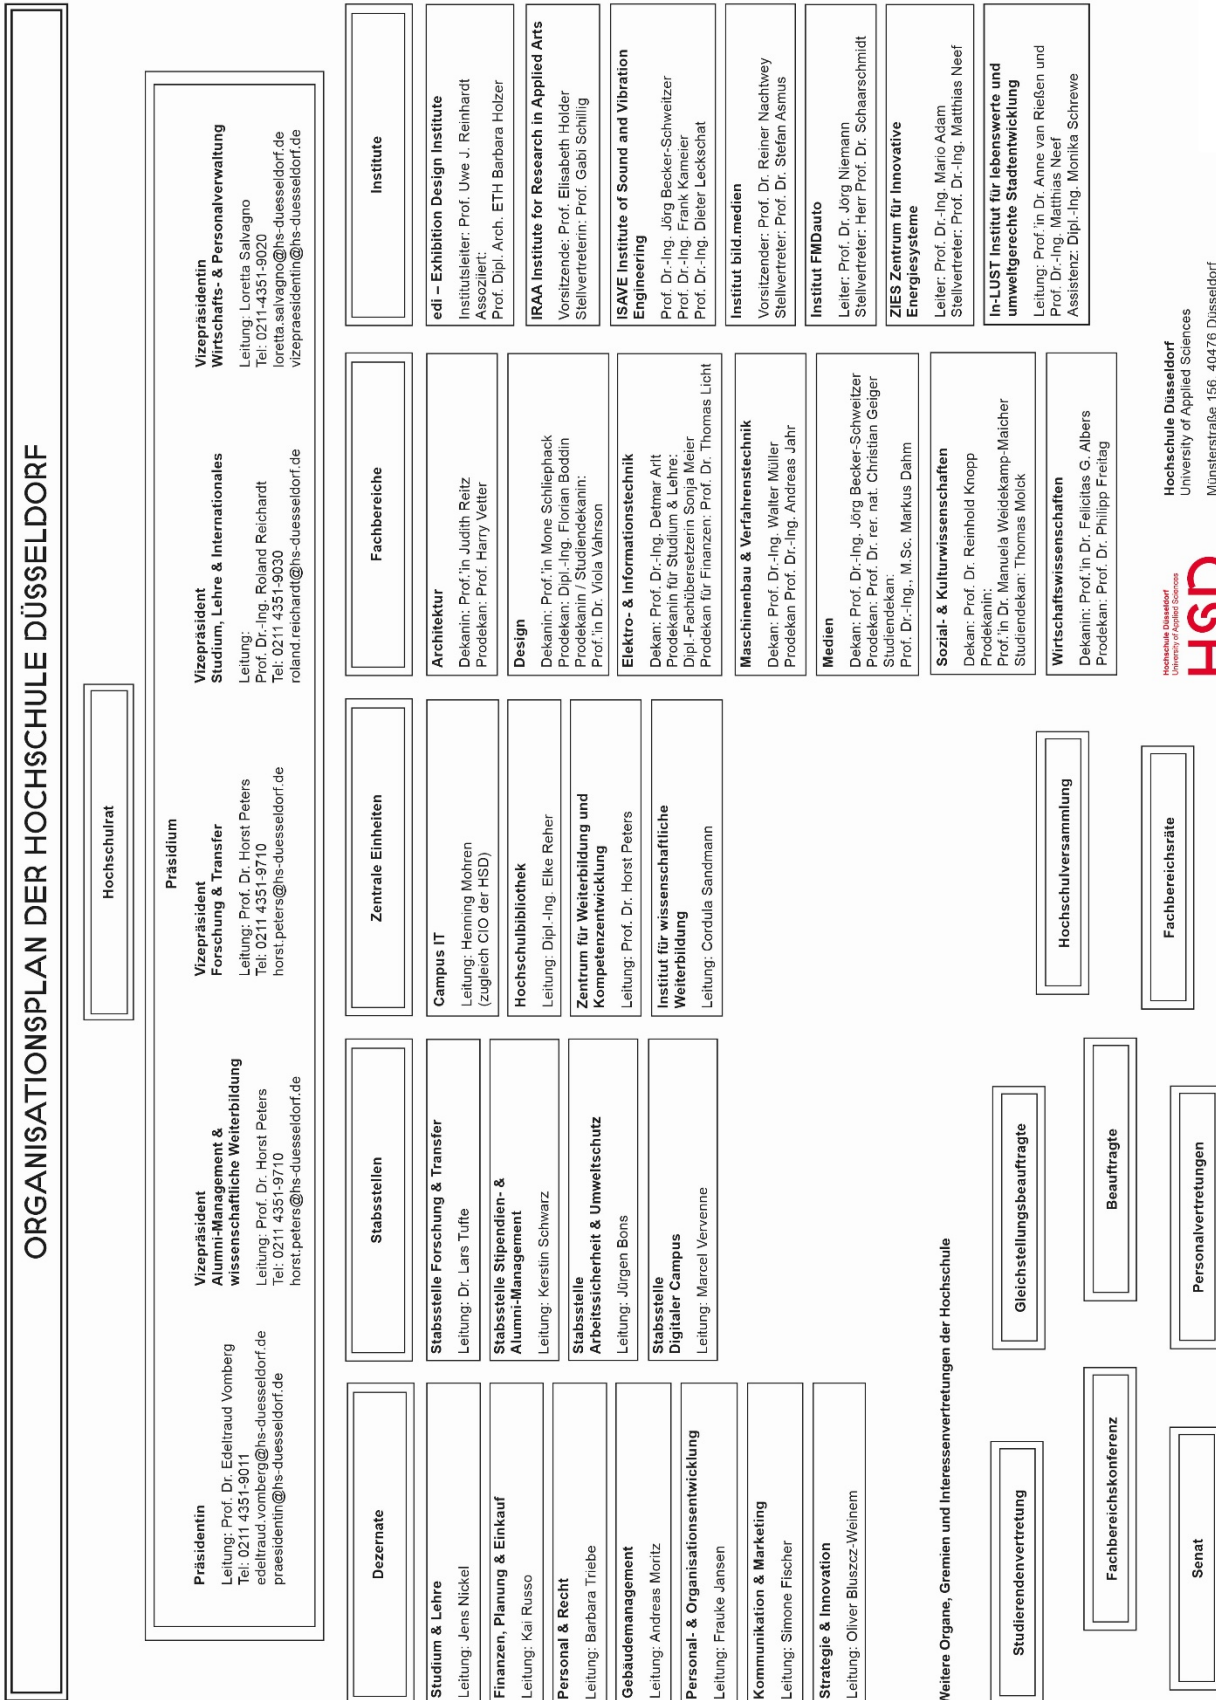 ORGANISATIONSPLAN DER HOCHSCHULE DÜSSELDORF
Hochschulrat
Präsidium
Präsidentin
Leitung: Prof. Dr. Edeltraud Vomberg
Tel: 0211 4351-9011
edeltraud.vomberg@hs-duesseldorf.de
praesidentin@hs-duesseldorf.de
Vizepräsident
Alumni-Management &
wissenschaftliche Weiterbildung
Leitung: Prof. Dr. Horst Peters
Tel: 0211 4351-9710
horst.peters@hs-duesseldorf.de
Vizepräsident
Forschung & Transfer
Leitung: Prof. Dr. Horst Peters
Tel: 0211 4351-9710
horst.peters@hs-duesseldorf.de
Vizepräsident
Studium, Lehre & Internationales
Leitung:
Prof. Dr.-Ing. Roland Reichardt
Tel: 0211 4351-9030
roland.reichardt@hs-duesseldorf.de
Vizepräsidentin
Wirtschafts- & Personalverwaltung
Leitung: Loretta Salvagno
Tel: 0211-4351-9020
loretta.salvagno@hs-duesseldorf.de
vizepraesidentin@hs-duesseldorf.de
Dezernate
Studium & Lehre
Leitung: Jens Nickel
Finanzen, Planung & Einkauf
Leitung: Kai Russo
Personal & Recht
Leitung: Barbara Triebe
Gebäudemanagement
Leitung: Andreas Moritz
Personal- & Organisationsentwicklung
Leitung: Frauke Jansen
Kommunikation & Marketing
Leitung: Simone Fischer
Strategie & Innovation
Leitung: Oliver Bluszcz-Weinem
Stabsstellen
Stabsstelle Forschung & Transfer
Leitung: Dr. Lars Tufte
Stabsstelle Stipendien- &
Alumni-Management
Leitung: Kerstin Schwarz
Stabsstelle
Arbeitssicherheit & Umweltschutz
Leitung: Jürgen Bons
Stabsstelle
Digitaler Campus
Leitung: Marcel Vervenne
Zentrale Einheiten
Campus IT
Leitung: Henning Mohren
(zugleich CIO der HSD)
Hochschulbibliothek
Leitung: Dipl.-Ing. Elke Reher
Zentrum für Weiterbildung und
Kompetenzentwicklung
Leitung: Prof. Dr. Horst Peters
Institut für wissenschaftliche
Weiterbildung
Leitung: Cordula Sandmann
Fachbereiche
Architektur
Dekanin: Prof.'in Judith Reitz
Prodekan: Prof. Harry Vetter
Design
Dekanin: Prof.'in Mone Schliephack
Prodekan: Dipl.-Ing. Florian Boddin
Prodekanin / Studiendekanin:
Prof.'in Dr. Viola Vahrson
Elektro- & Informationstechnik
Dekan: Prof. Dr.-Ing. Detmar Arlt
Prodekanin für Studium & Lehre:
Dipl.-Fachübersetzerin Sonja Meier
Prodekan für Finanzen: Prof. Dr. Thomas Licht
Maschinenbau & Verfahrenstechnik
Dekan: Prof. Dr.-Ing. Walter Müller
Prodekan Prof. Dr.-Ing. Andreas Jahr
Medien
Dekan: Prof. Dr.-Ing. Jörg Becker-Schweitzer
Prodekan: Prof. Dr. rer. nat. Christian Geiger
Studiendekan:
Prof. Dr.-Ing., M.Sc. Markus Dahm
Sozial- & Kulturwissenschaften
Dekan: Prof. Dr. Reinhold Knopp
Prodekanin:
Prof.'in Dr. Manuela Weidekamp-Maicher
Studiendekan: Thomas Molck
Wirtschaftswissenschaften
Dekanin: Prof.'in Dr. Felicitas G. Albers
Prodekan: Prof. Dr. Philipp Freitag
Institute
edi – Exhibition Design Institute
Institutsleiter: Prof. Uwe J. Reinhardt
Assoziiert:
Prof. Dipl. Arch. ETH Barbara Holzer
IRAA Institute for Research in Applied Arts
Vorsitzende: Prof. Elisabeth Holder
Stellvertreterin: Prof. Gabi Schillig
ISAVE Institute of Sound and Vibration
Engineering
Prof. Dr.-Ing. Jörg Becker-Schweitzer
Prof. Dr.-Ing. Frank Kameier
Prof. Dr.-Ing. Dieter Leckschat
Institut bild.medien
Vorsitzender: Prof. Dr. Reiner Nachtwey
Stellvertreter: Prof. Dr. Stefan Asmus
Institut FMDauto
Leiter: Prof. Dr. Jörg Niemann
Stellvertreter: Herr Prof. Dr. Schaarschmidt
ZIES Zentrum für Innovative
Energiesysteme
Leiter: Prof. Dr.-Ing. Mario Adam
Stellvertreter: Prof. Dr.-Ing. Matthias Neef
In-LUST Institut für lebenswerte und
umweltgerechte Stadtentwicklung
Leitung: Prof.'in Dr. Anne van Rießen und
Prof. Dr.-Ing. Matthias Neef
Assistenz: Dipl.-Ing. Monika Schrewe
Weitere Organe, Gremien und Interessenvertretungen der Hochschule
Studierendenvertretung
Gleichstellungsbeauftragte
Hochschulversammlung
Fachbereichskonferenz
Beauftragte
Fachbereichsräte
Senat
Personalvertretungen
Hochschule Düsseldorf
University of Applied Sciences
HSD
Hochschule Düsseldorf
University of Applied Sciences
Münsterstraße 156, 40476 Düsseldorf